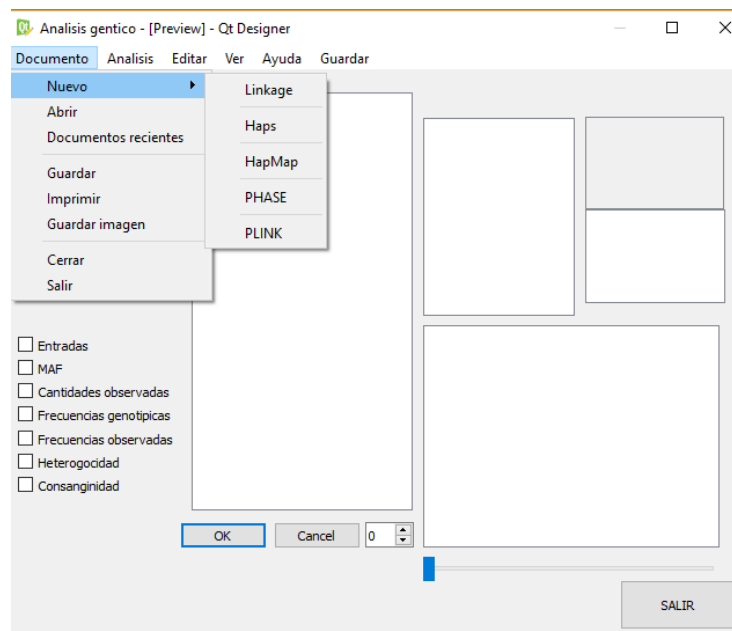 Analisis gentico - [Preview] - Qt Designer
Documento Analisis Editar Ver Ayuda Guardar
Nuevo
Abrir
Documentos recientes
Guardar
Imprimir
Guardar imagen
Cerrar
Salir
Linkage
Haps
HapMap
PHASE
PLINK
Entradas
MAF
Cantidades observadas
Frecuencias genotipicas
Frecuencias observadas
Heterogocidad
Consanginidad
OK Cancel 0
SALIR